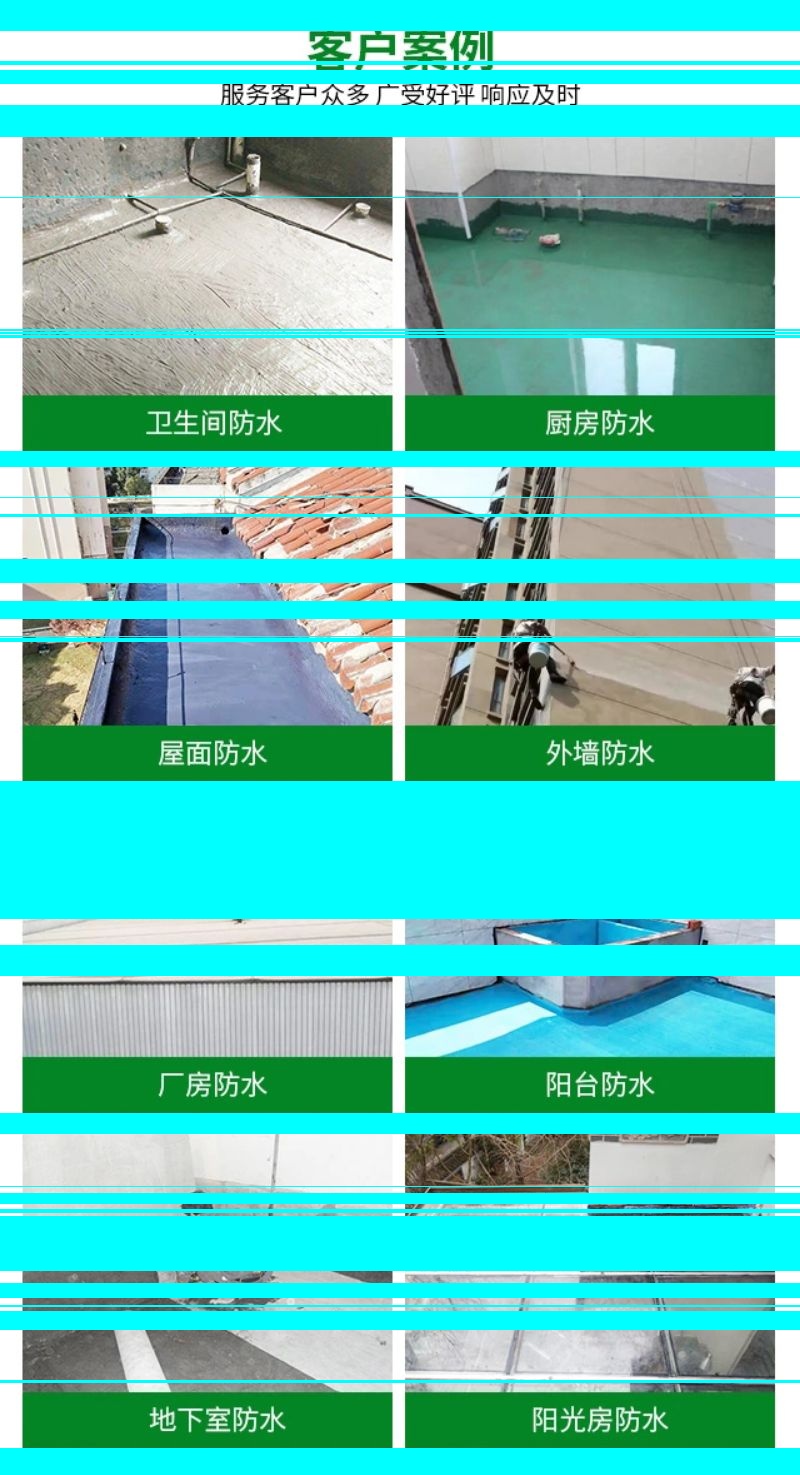 客户案例
服务客户众多 广受好评 响应及时
卫生间防水
厨房防水
屋面防水
外墙防水
厂房防水
阳台防水
地下室防水
阳光房防水